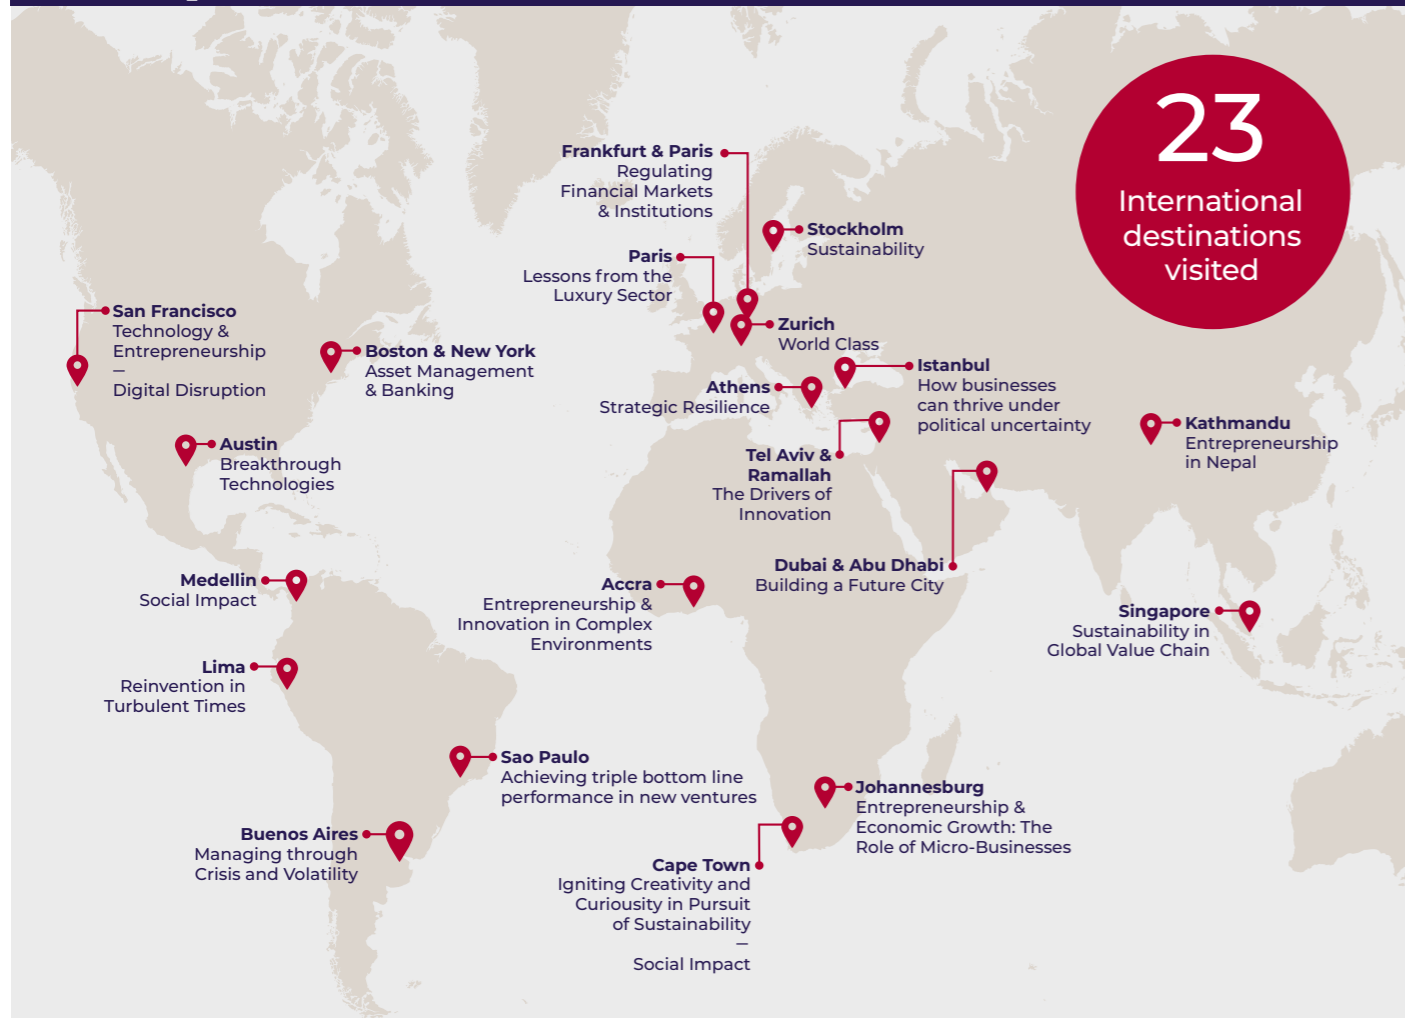 23
International
destinations
visited
Frankfurt & Paris
Regulating
Financial Markets
& Institutions
Stockholm
Sustainability
Paris
Lessons from the
Luxury Sector
San Francisco
Technology &
Entrepreneurship
—
Digital Disruption
Boston & New York
Asset Management
& Banking
Zurich
World Class
Istanbul
How businesses
can thrive under
political uncertainty
Athens
Strategic Resilience
Kathmandu
Entrepreneurship
in Nepal
Austin
Breakthrough
Technologies
Tel Aviv &
Ramallah
The Drivers of
Innovation
Dubai & Abu Dhabi
Building a Future City
Medellin
Social Impact
Accra
Entrepreneurship &
Innovation in Complex
Environments
Singapore
Sustainability in
Global Value Chain
Lima
Reinvention in
Turbulent Times
Sao Paulo
Achieving triple bottom line
performance in new ventures
Johannesburg
Entrepreneurship &
Economic Growth: The
Role of Micro-Businesses
Buenos Aires
Managing through
Crisis and Volatility
Cape Town
Igniting Creativity and
Curiousity in Pursuit
of Sustainability
—
Social Impact